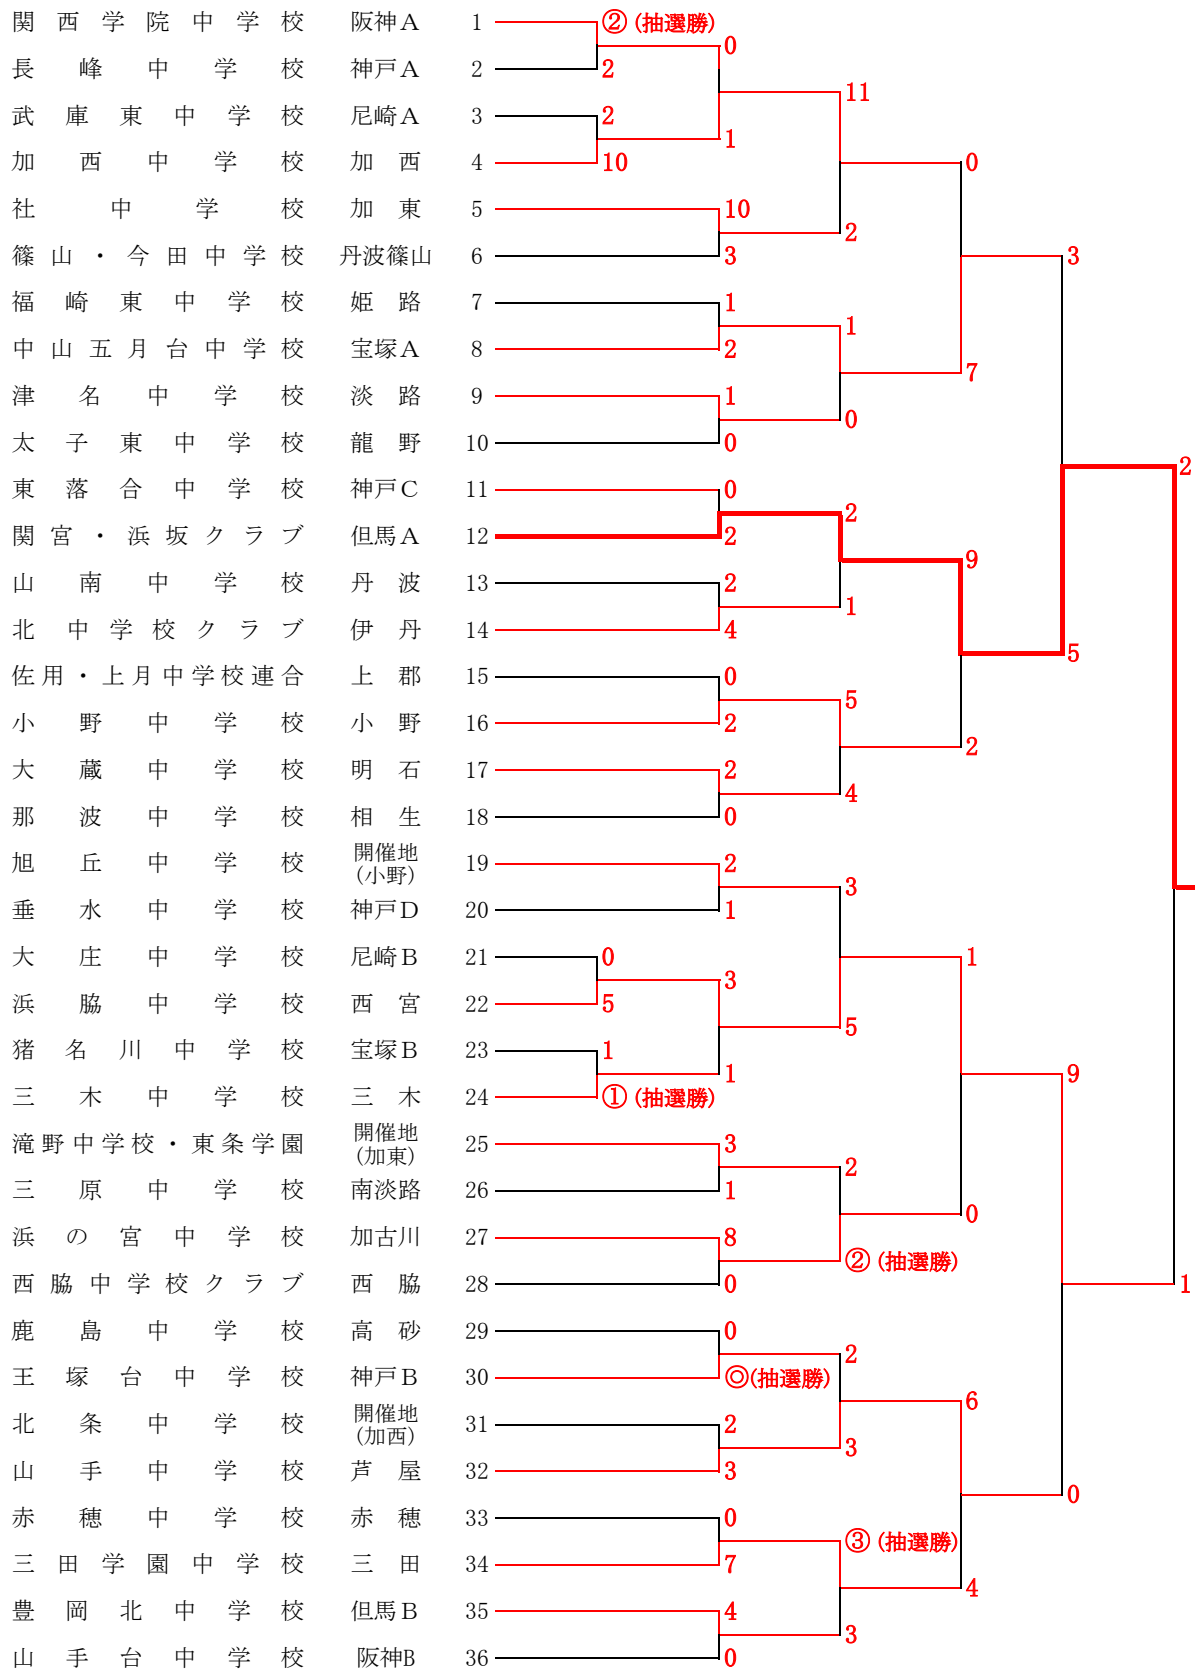 関西学院中学校 阪神A 1 ②(抽選勝)
0
長峰中学校 神戸A 2 2
11
武庫東中学校 尼崎A 3 2
1
加西中学校 加西 4 10
0
社中学校 加東 5 10
2
篠山・今田中学校 丹波篠山 6 3
3
福崎東中学校 姫路 7 1
1
中山五月台中学校 宝塚A 8 2
7
津名中学校 淡路 9 1
0
太子東中学校 龍野 10 0
2
東落合中学校 神戸C 11 0
2
関宮・浜坂クラブ 但馬A 12 2
9
山南中学校 丹波 13 2
1
北中学校クラブ 伊丹 14 4
5
佐用・上月中学校連合 上郡 15 0
5
小野中学校 小野 16 2
2
大蔵中学校 明石 17 2
4
那波中学校 相生 18 0
旭丘中学校 開催地(小野) 19 2
3
垂水中学校 神戸D 20 1
大庄中学校 尼崎B 21 0
1
3
浜脇中学校 西宮 22 5
5
猪名川中学校 宝塚B 23 1
1
9
三木中学校 三木 24 ①(抽選勝)
滝野中学校・東条学園 開催地(加東) 25 3
2
三原中学校 南淡路 26 1
0
浜の宮中学校 加古川 27 8
②(抽選勝)
西脇中学校クラブ 西脇 28 0
1
鹿島中学校 高砂 29 0
2
王塚台中学校 神戸B 30 ◎(抽選勝)
6
北条中学校 開催地(加西) 31 2
3
山手中学校 芦屋 32 3
0
赤穂中学校 赤穂 33 0
③(抽選勝)
三田学園中学校 三田 34 7
4
豊岡北中学校 但馬B 35 4
3
山手台中学校 阪神B 36 0